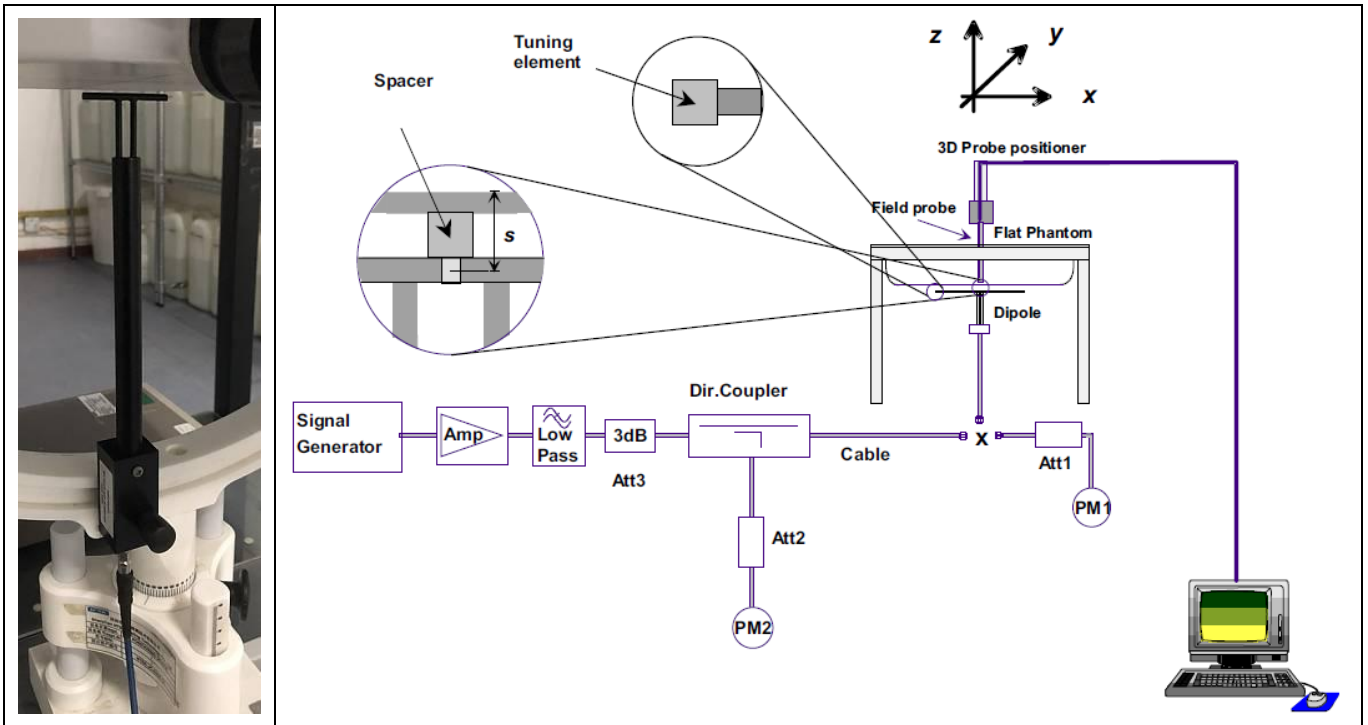 Tuning
element
Spacer
s
z
y
x
3D Probe positioner
Field probe
Flat Phantom
Dipole
Dir.Coupler
Signal
Generator
Amp
Low
Pass
3dB
Att3
Cable
x
Att1
PM1
Att2
PM2